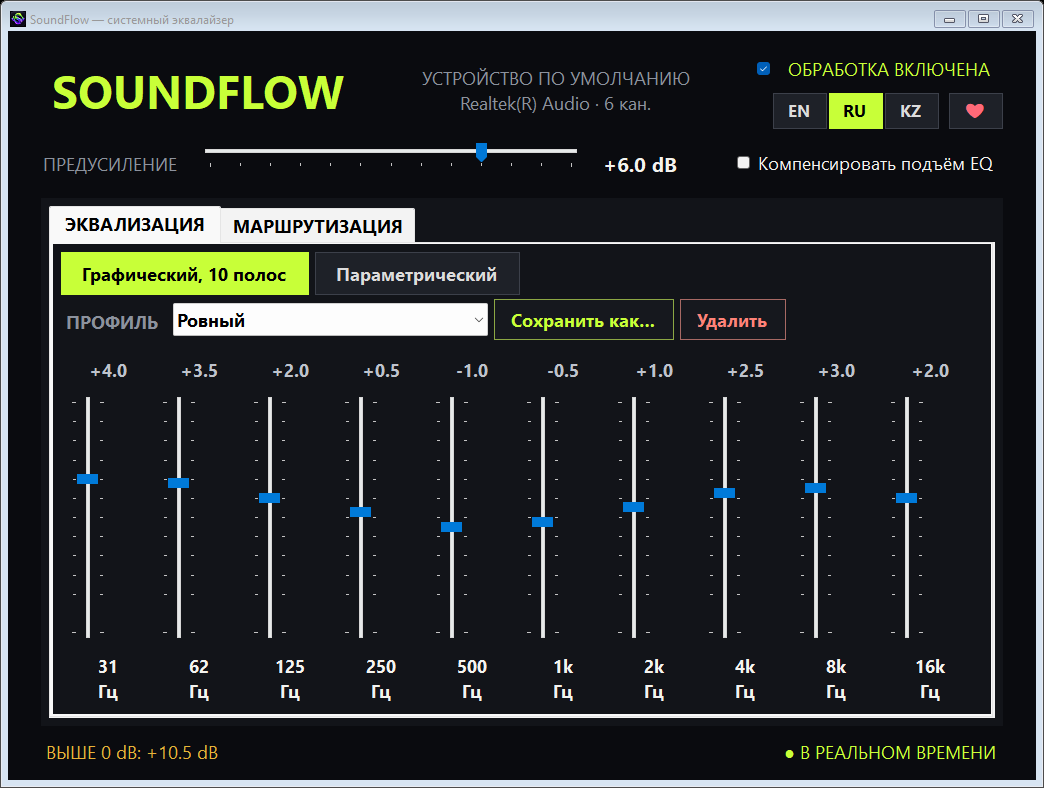 SoundFlow — системный эквалайзер
SOUNDFLOW
УСТРОЙСТВО ПО УМОЛЧАНИЮ
Realtek(R) Audio · 6 кан.
ОБРАБОТКА ВКЛЮЧЕНА
EN RU KZ
ПРЕДУСИЛЕНИЕ +6.0 dB Компенсировать подъём EQ
ЭКВАЛИЗАЦИЯ МАРШРУТИЗАЦИЯ
Графический, 10 полос Параметрический
ПРОФИЛЬ Ровный Сохранить как... Удалить
+4.0 +3.5 +2.0 +0.5 -1.0 -0.5 +1.0 +2.5 +3.0 +2.0
31 62 125 250 500 1k 2k 4k 8k 16k
Гц Гц Гц Гц Гц Гц Гц Гц Гц Гц
ВЫШЕ 0 dB: +10.5 dB ● В РЕАЛЬНОМ ВРЕМЕНИ